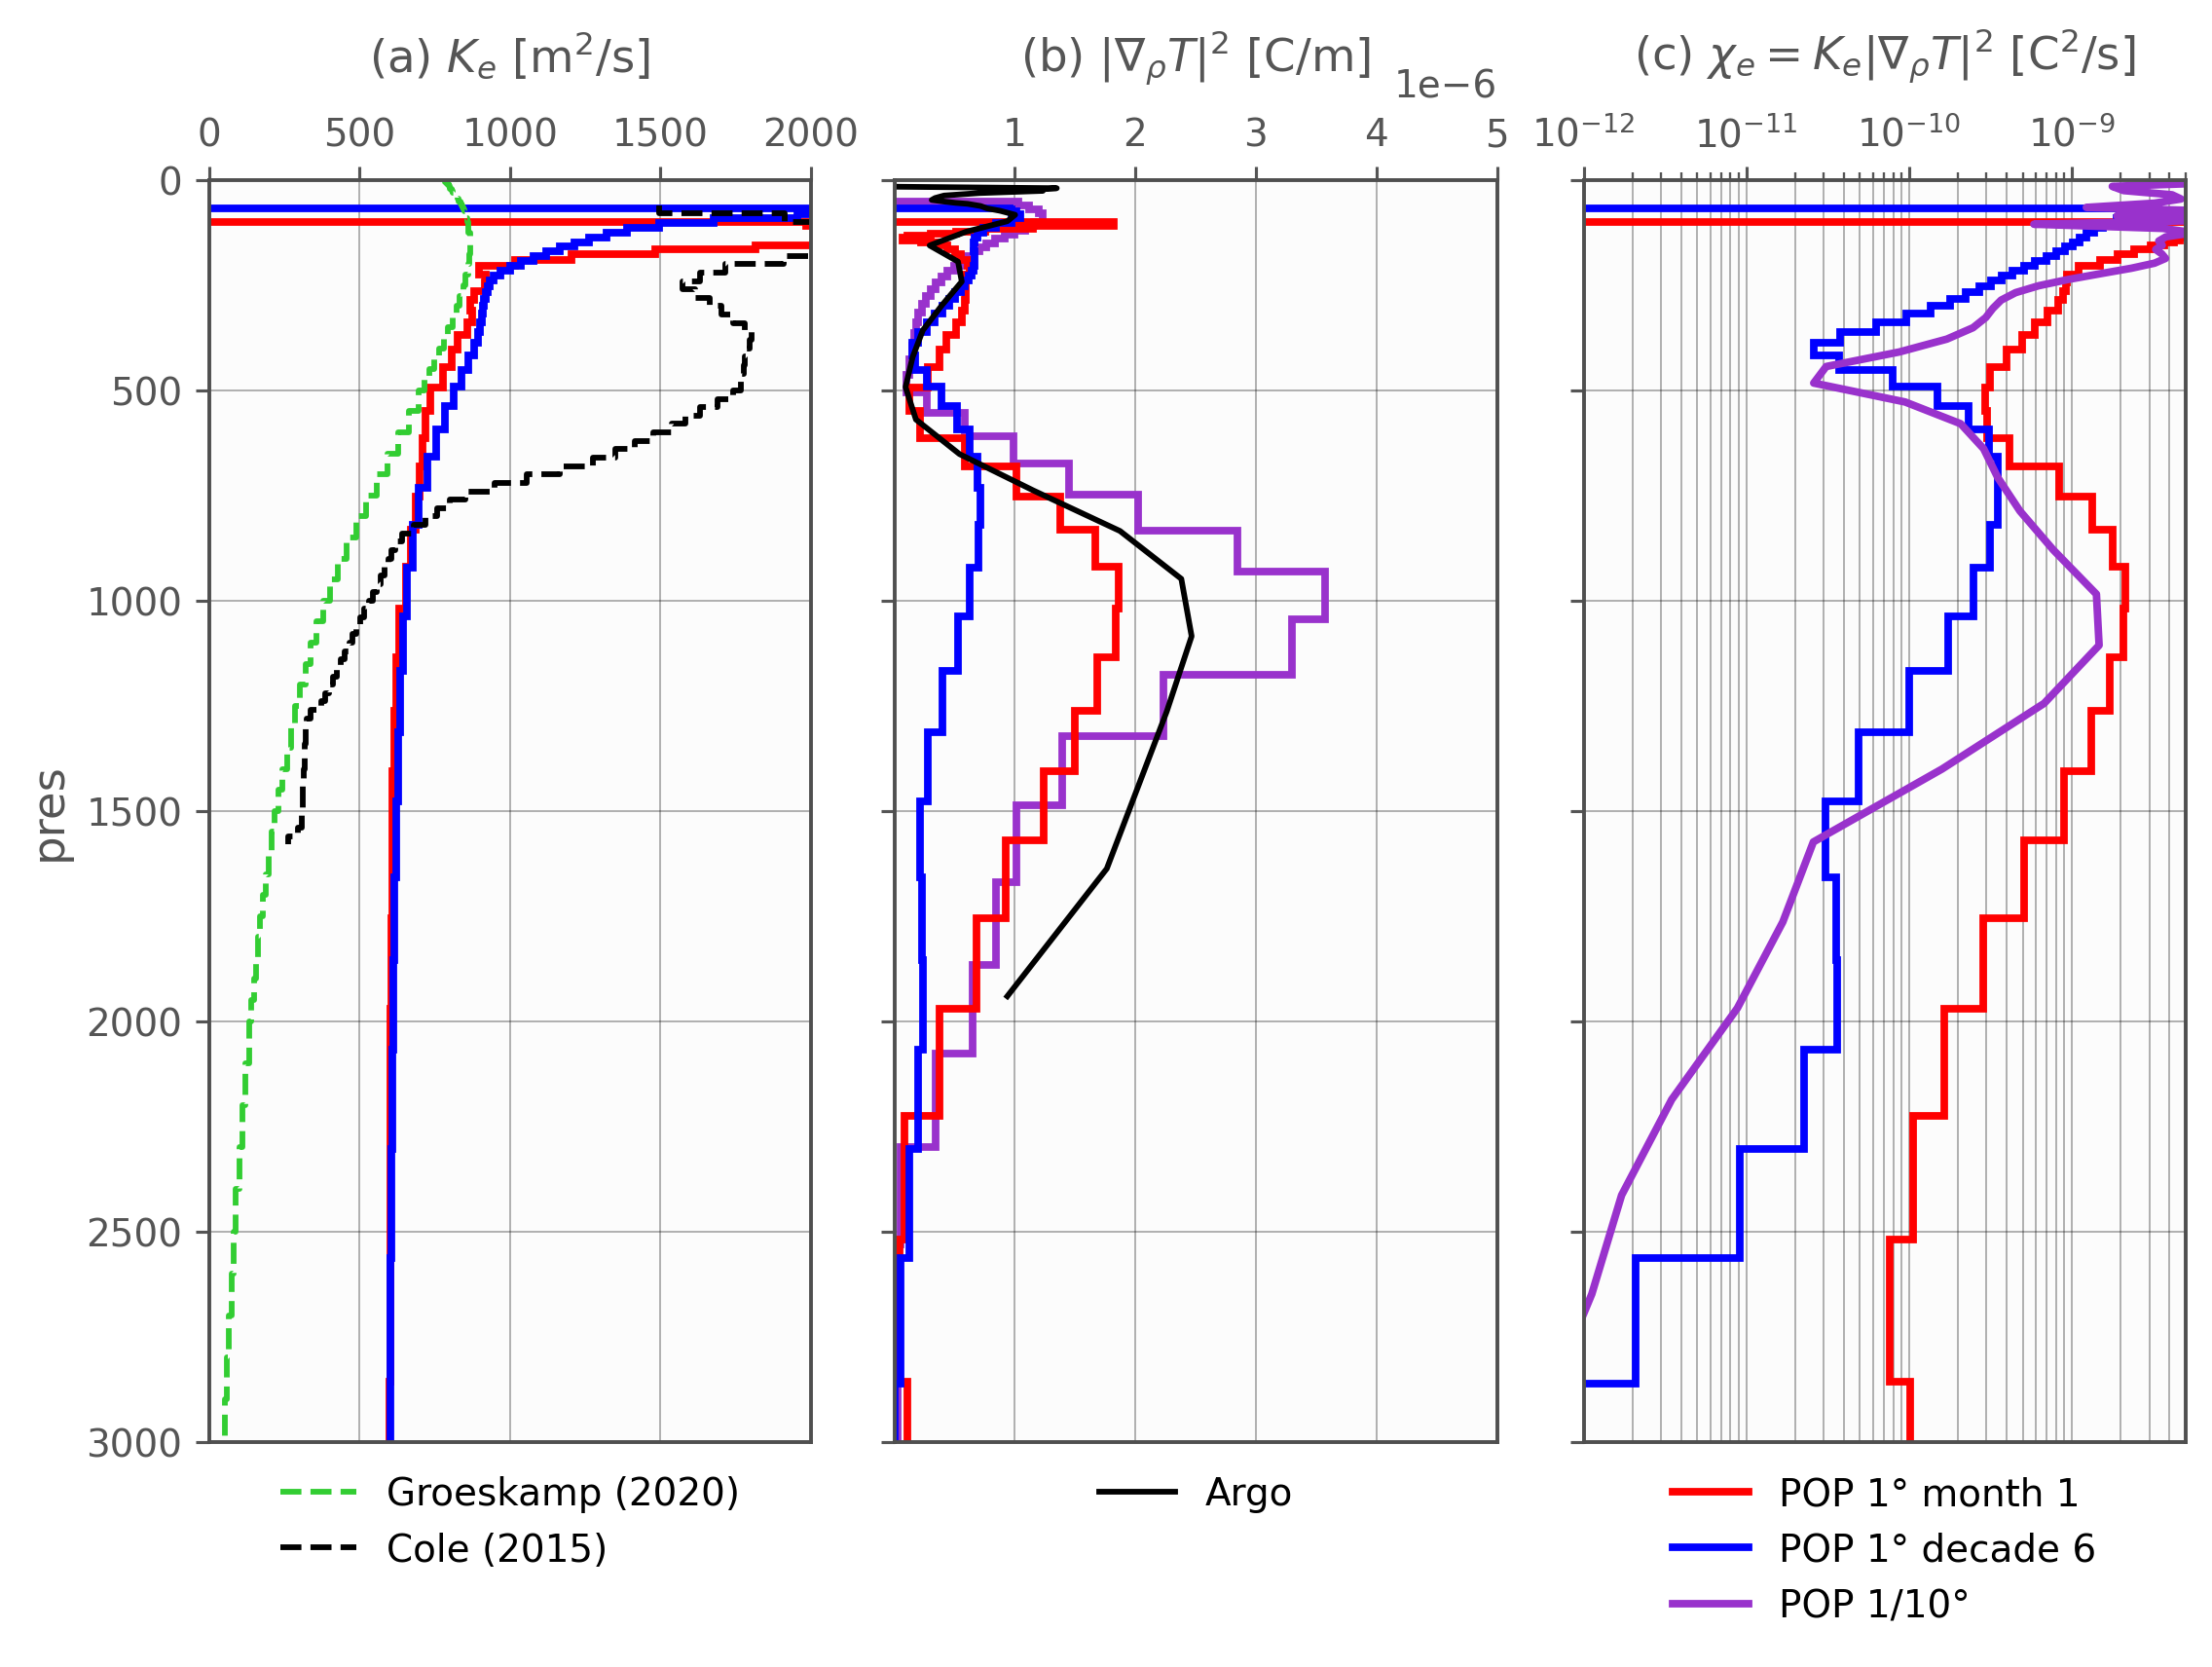 (a) Kₑ [m²/s]
(b) |∇ᵨT|² [C/m]
(c) χₑ = Kₑ|∇ᵨT|² [C²/s]
1e−6
0 500 1000 1500 2000
1 2 3 4 5
10⁻¹² 10⁻¹¹ 10⁻¹⁰ 10⁻⁹
0
500
1000
1500
2000
2500
3000
pres
Groeskamp (2020)
Cole (2015)
Argo
POP 1° month 1
POP 1° decade 6
POP 1/10°